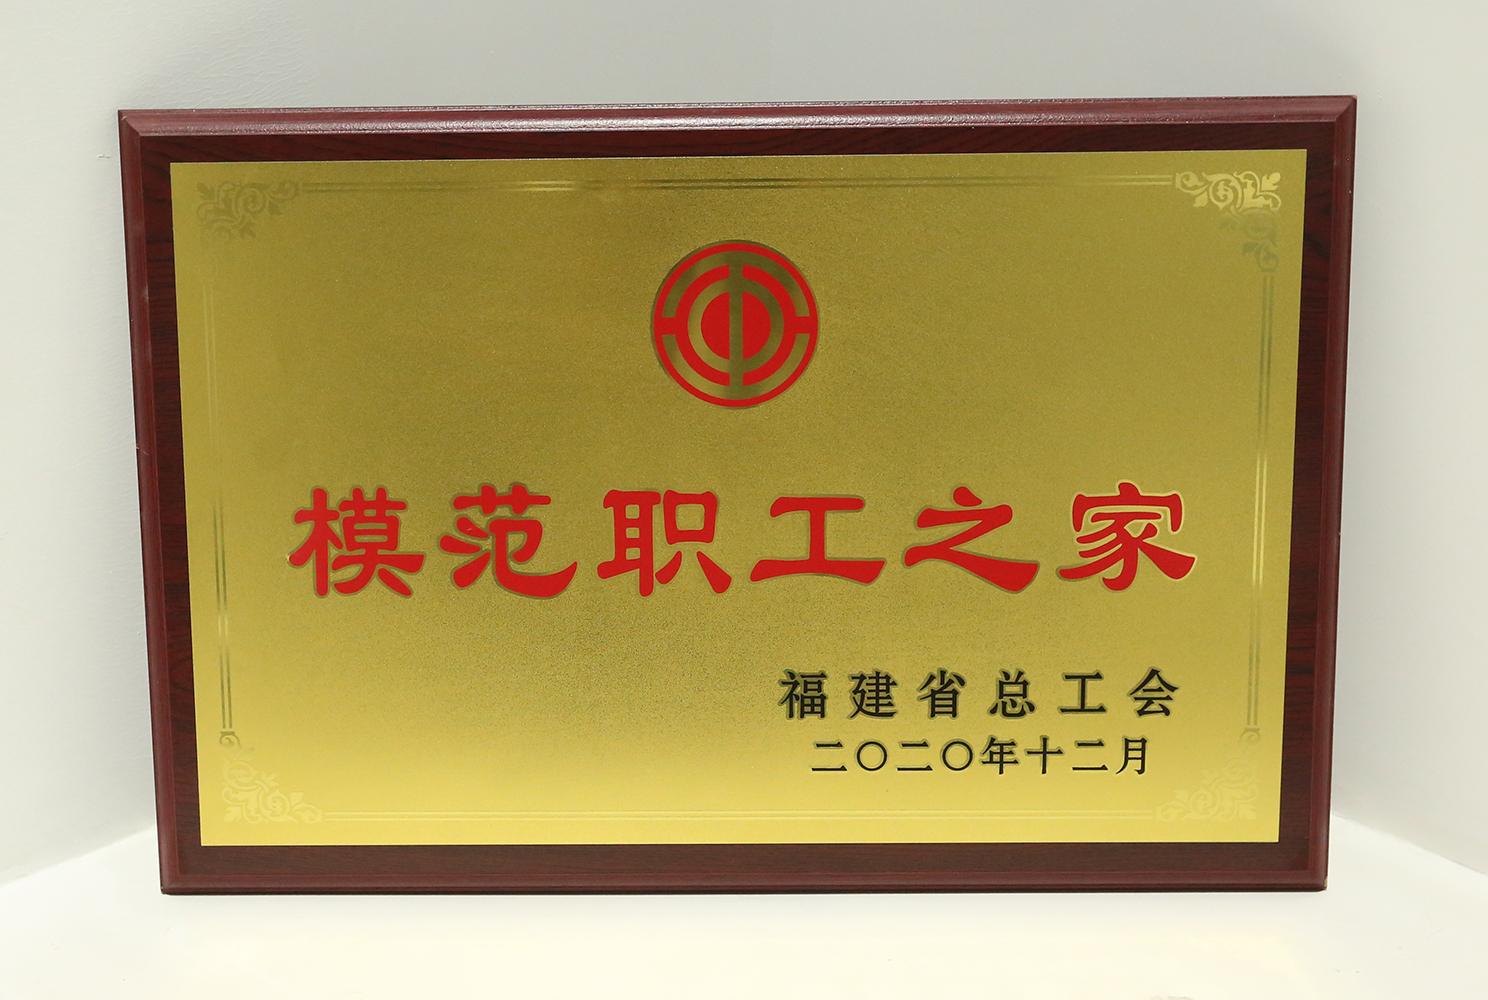 模范职工之家
福建省总工会
二〇二〇年十二月